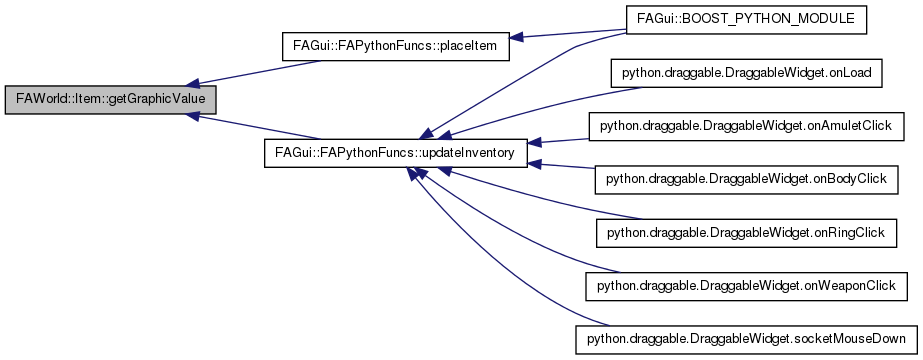 FAWorld::Item::getGraphicValue
FAGui::FAPythonFuncs::placeItem
FAGui::BOOST_PYTHON_MODULE
FAGui::FAPythonFuncs::updateInventory
python.draggable.DraggableWidget.onLoad
python.draggable.DraggableWidget.onAmuletClick
python.draggable.DraggableWidget.onBodyClick
python.draggable.DraggableWidget.onRingClick
python.draggable.DraggableWidget.onWeaponClick
python.draggable.DraggableWidget.socketMouseDown